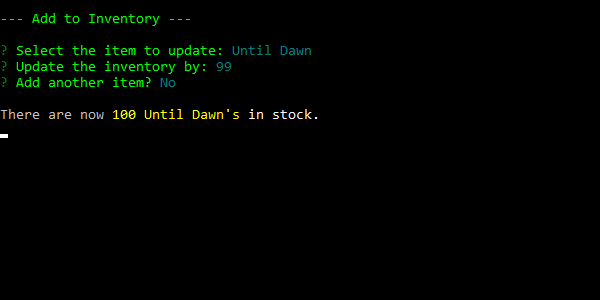 --- Add to Inventory ---
? Select the item to update: Until Dawn
? Update the inventory by: 99
? Add another item? No
There are now 100 Until Dawn's in stock.